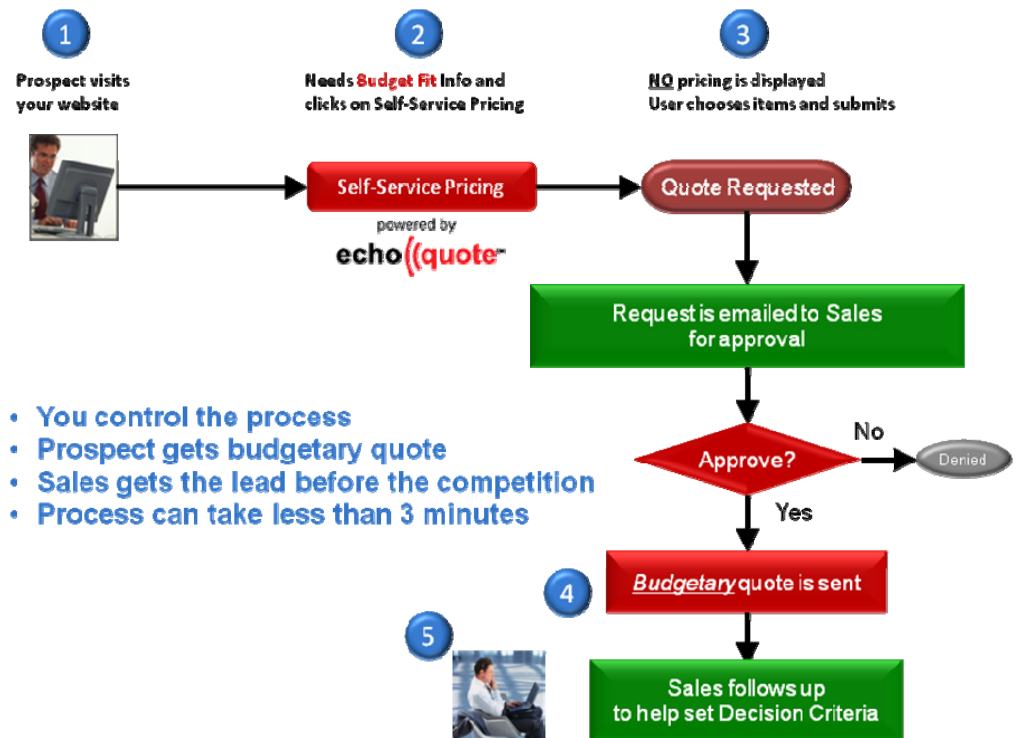 1
Prospect visits
your website
2
Needs Budget Fit Info and
clicks on Self-Service Pricing
3
NO pricing is displayed
User chooses items and submits
Self-Service Pricing
powered by
echo((quote™
Quote Requested
Request is emailed to Sales
for approval
• You control the process
• Prospect gets budgetary quote
• Sales gets the lead before the competition
• Process can take less than 3 minutes
Approve?
No
Denied
Yes
4
Budgetary quote is sent
5
Sales follows up
to help set Decision Criteria